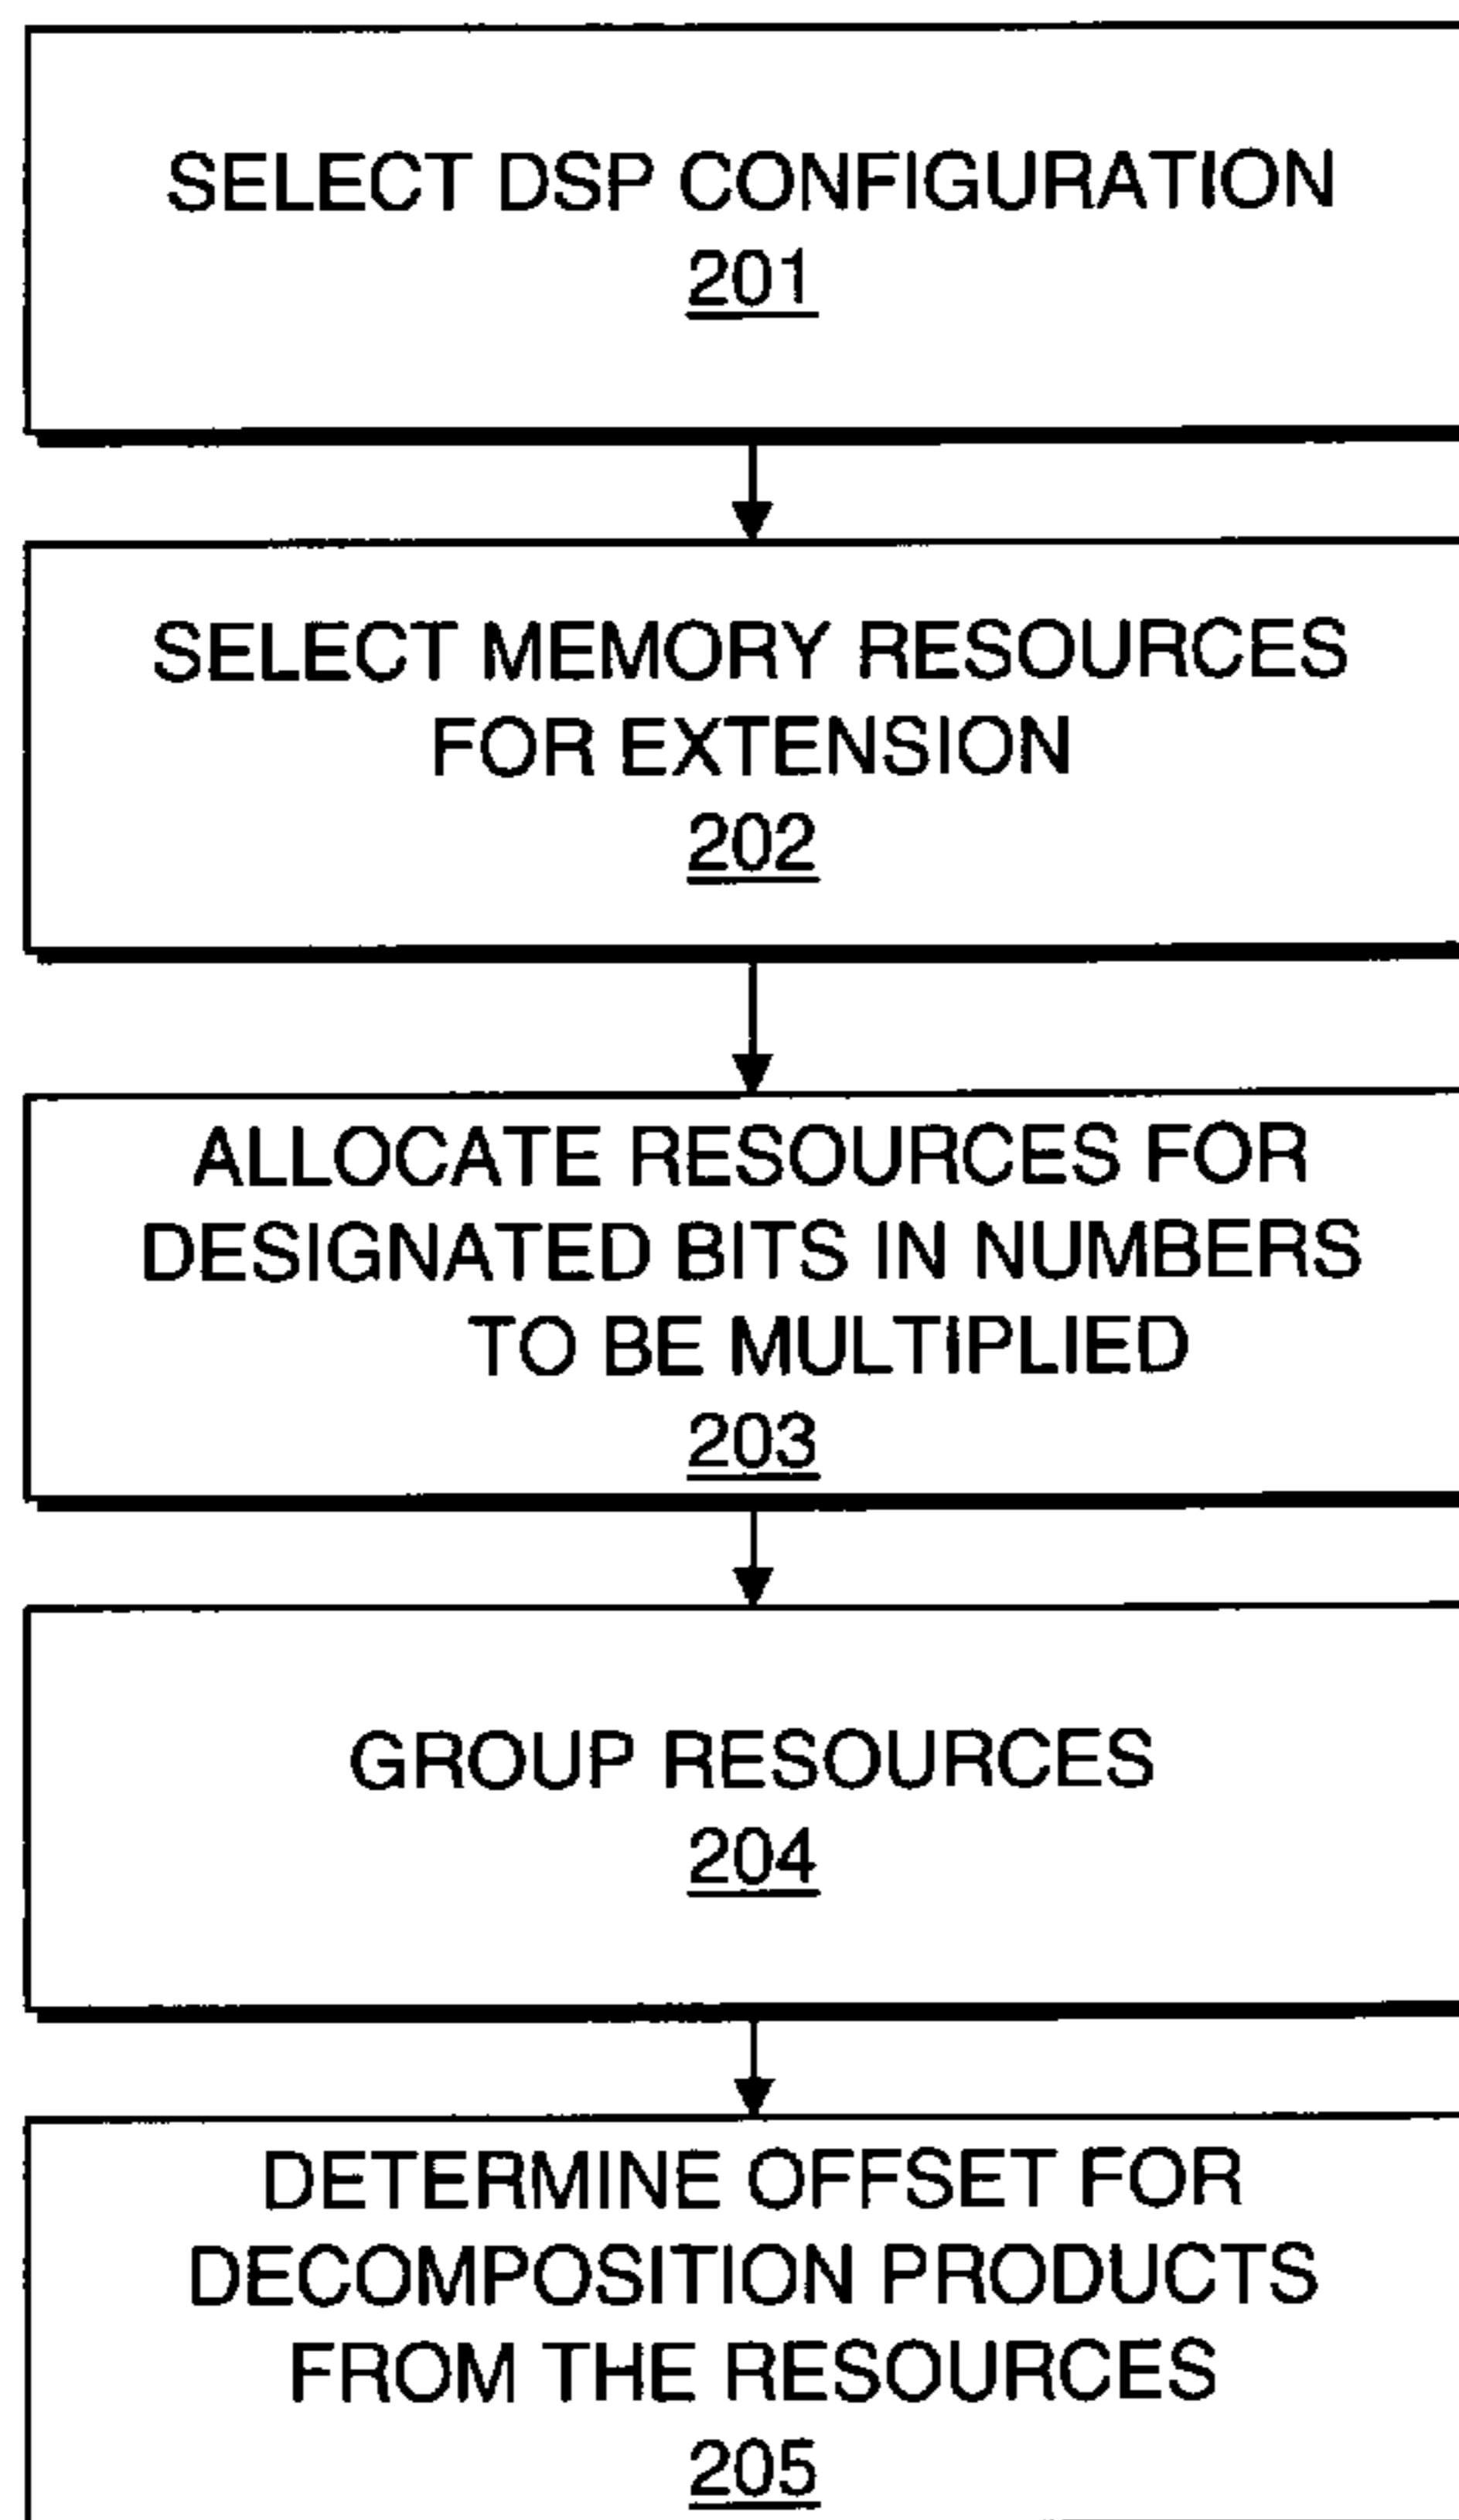 SELECT DSP CONFIGURATION
201
SELECT MEMORY RESOURCES
FOR EXTENSION
202
ALLOCATE RESOURCES FOR
DESIGNATED BITS IN NUMBERS
TO BE MULTIPLIED
203
GROUP RESOURCES
204
DETERMINE OFFSET FOR
DECOMPOSITION PRODUCTS
FROM THE RESOURCES
205